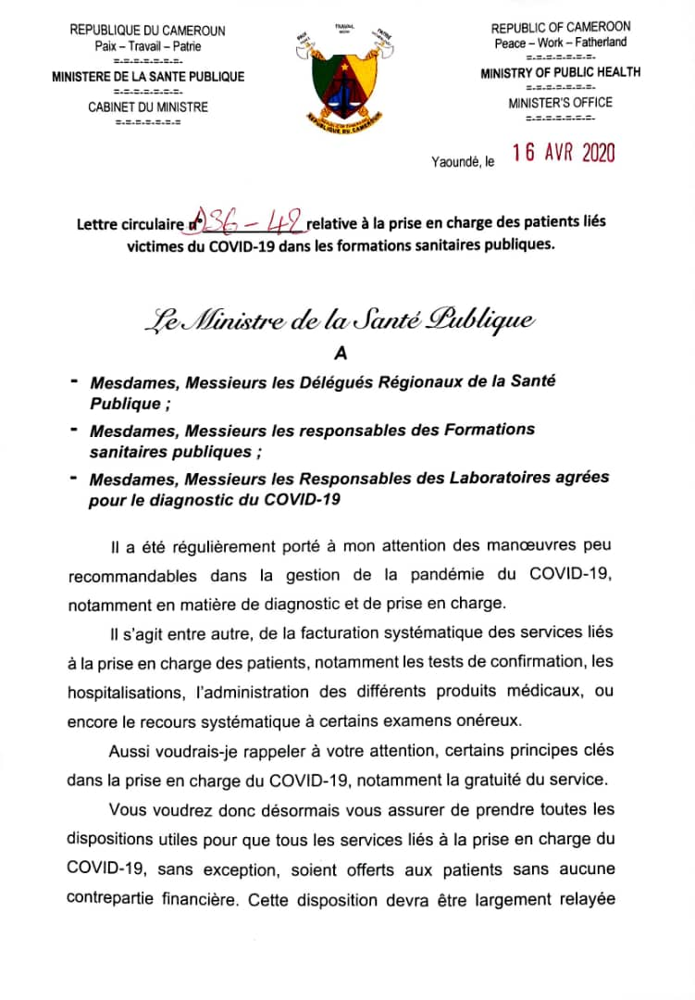 REPUBLIQUE DU CAMEROUN
Paix – Travail – Patrie
=-=-=-=-=-=-=-
MINISTERE DE LA SANTE PUBLIQUE
=-=-=-=-=-=-=-
CABINET DU MINISTRE
=-=-=-=-=-=-=
PAIX
TRAVAIL
PATRIE
REPUBLIQUE DU CAMEROUN
REPUBLIC OF CAMEROON
Peace – Work – Fatherland
=-=-=-=-=-=-=-
MINISTRY OF PUBLIC HEALTH
=-=-=-=-=-=-=-
MINISTER'S OFFICE
=-=-=-=-=-=-=-
Yaoundé, le 16 AVR 2020
Lettre circulaire n° 36-42 relative à la prise en charge des patients liés
victimes du COVID-19 dans les formations sanitaires publiques.
Le Ministre de la Santé Publique
A
- Mesdames, Messieurs les Délégués Régionaux de la Santé
Publique ;
- Mesdames, Messieurs les responsables des Formations
sanitaires publiques ;
- Mesdames, Messieurs les Responsables des Laboratoires agrées
pour le diagnostic du COVID-19
Il a été régulièrement porté à mon attention des manœuvres peu
recommandables dans la gestion de la pandémie du COVID-19,
notamment en matière de diagnostic et de prise en charge.
Il s'agit entre autre, de la facturation systématique des services liés
à la prise en charge des patients, notamment les tests de confirmation, les
hospitalisations, l'administration des différents produits médicaux, ou
encore le recours systématique à certains examens onéreux.
Aussi voudrais-je rappeler à votre attention, certains principes clés
dans la prise en charge du COVID-19, notamment la gratuité du service.
Vous voudrez donc désormais vous assurer de prendre toutes les
dispositions utiles pour que tous les services liés à la prise en charge du
COVID-19, sans exception, soient offerts aux patients sans aucune
contrepartie financière. Cette disposition devra être largement relayée